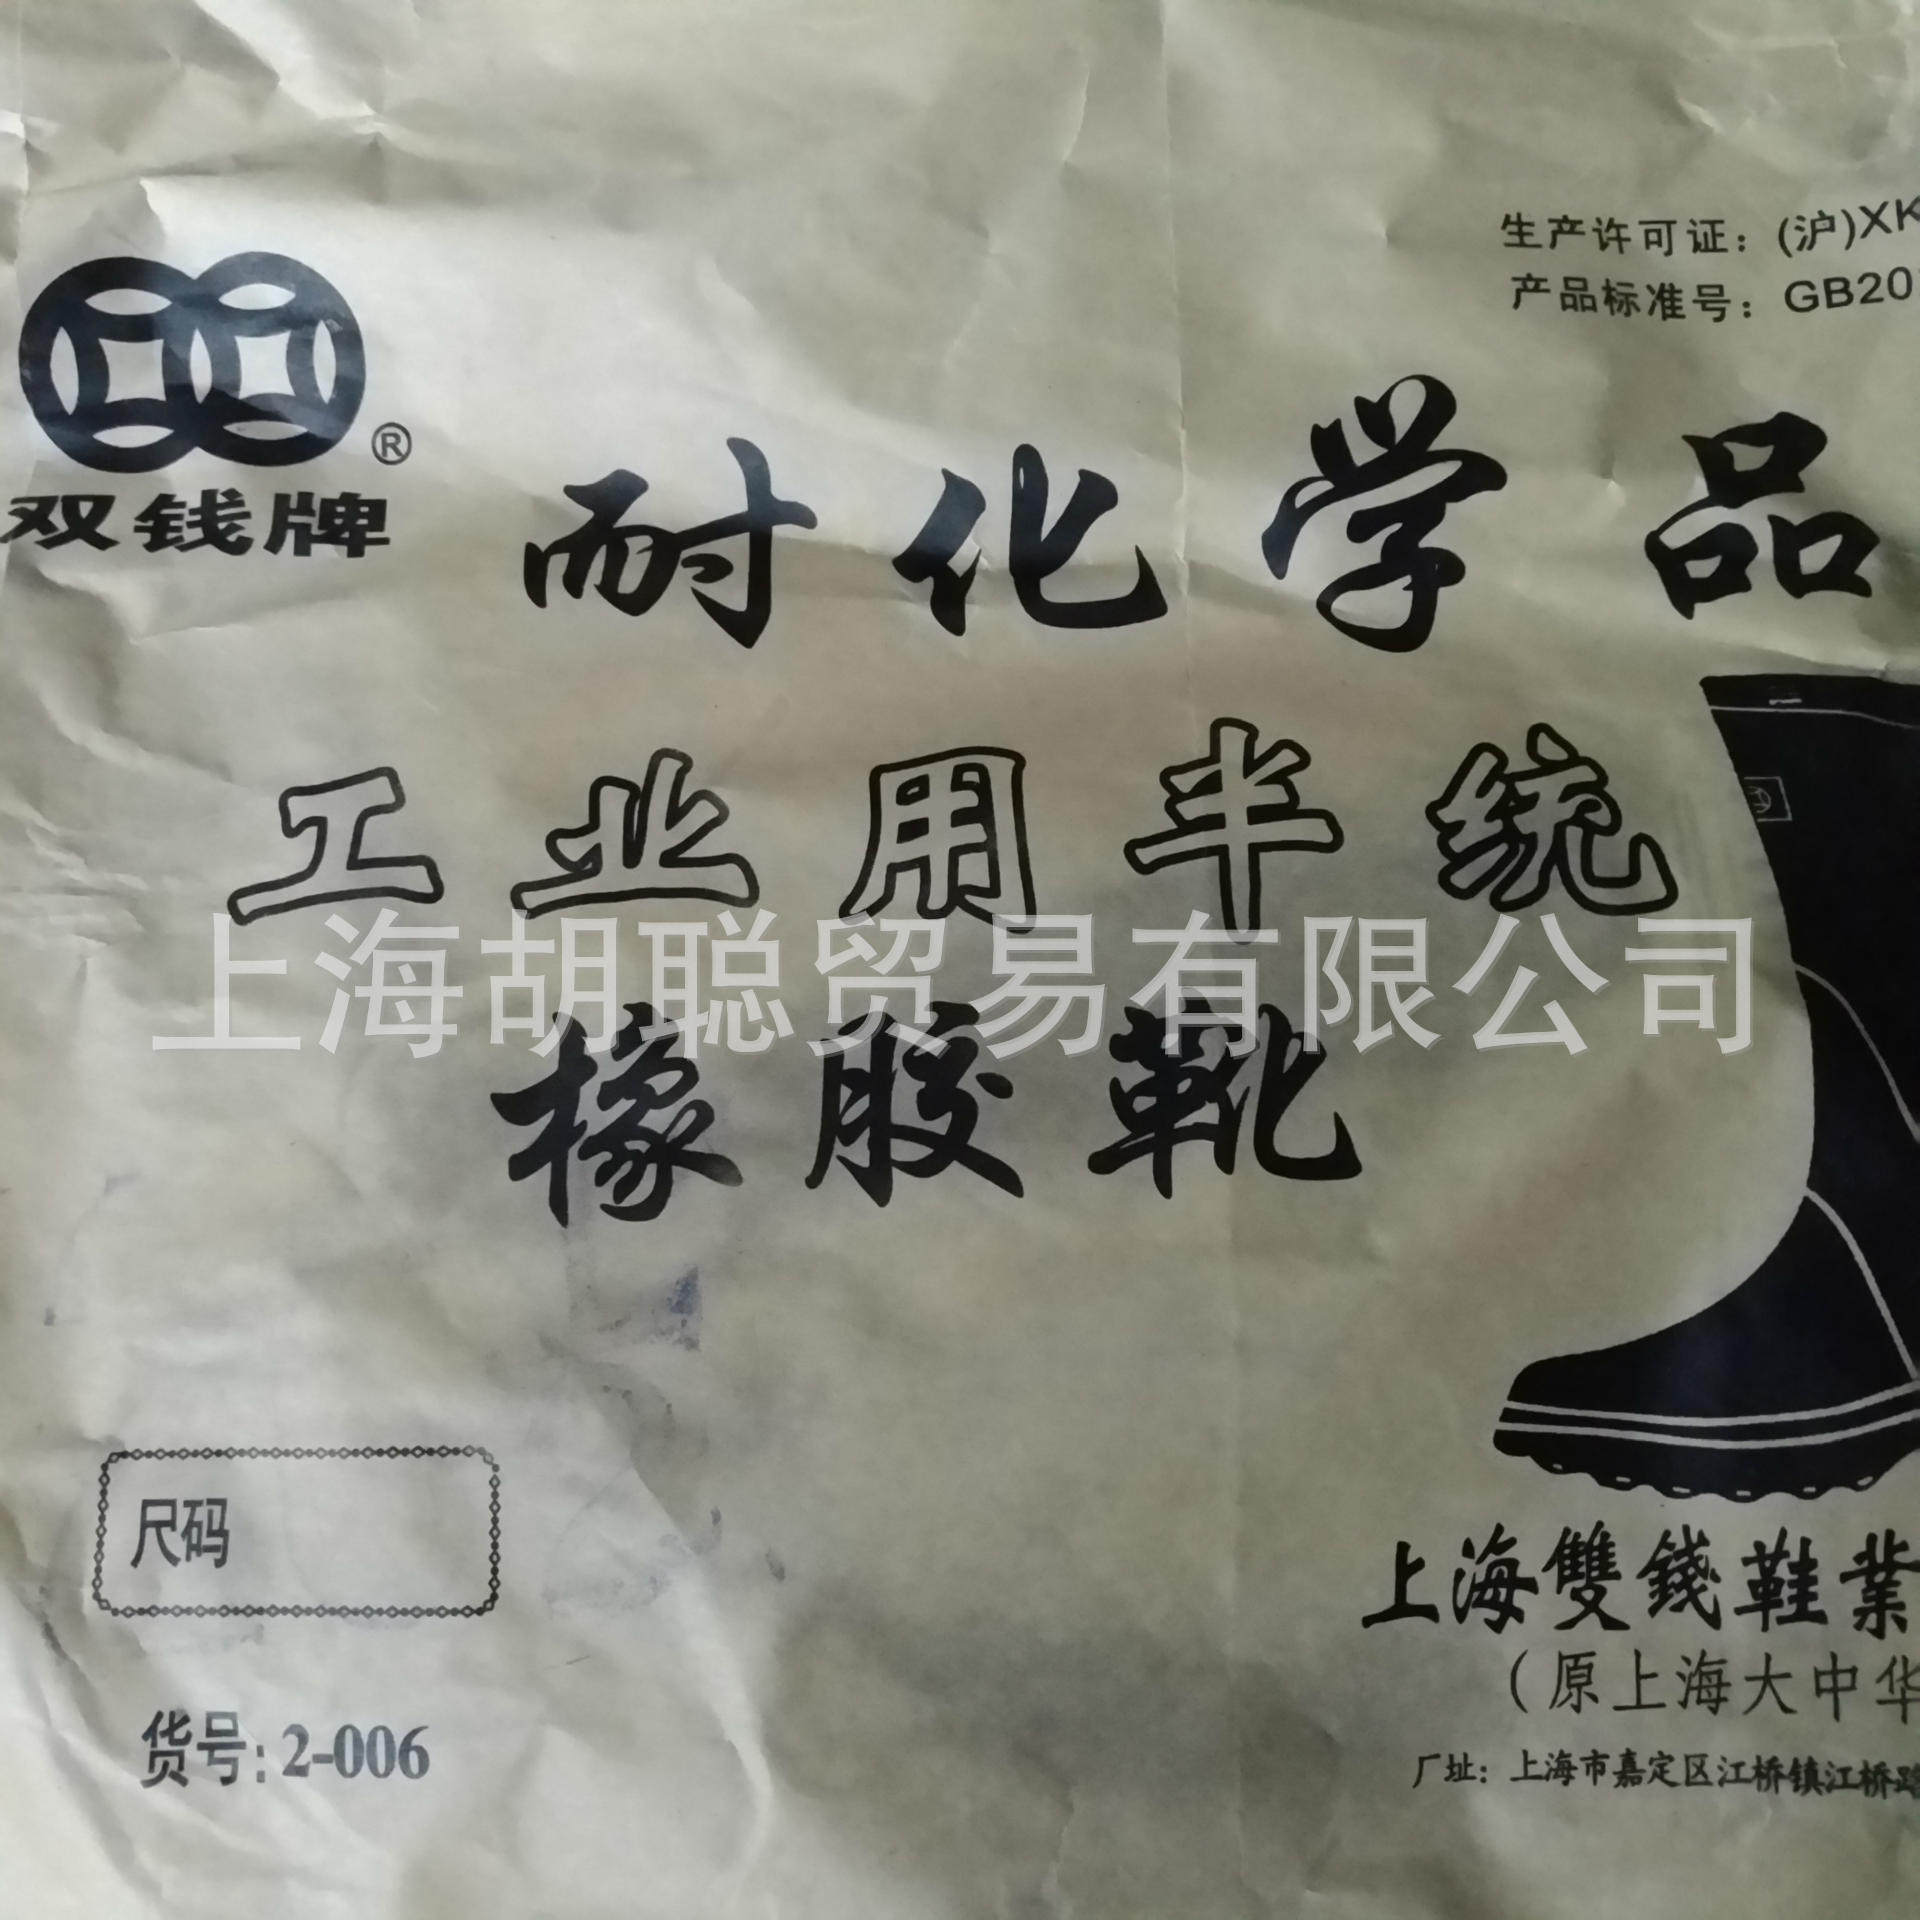 生产许可证：(沪)XK
产品标准号：GB20
®
双钱牌
耐化学品
工业用半统
上海胡聪贸易有限公司
橡胶靴
尺码
上海雙錢鞋業
（原上海大中华
货号：2-006
厂址：上海市嘉定区江桥镇江桥路